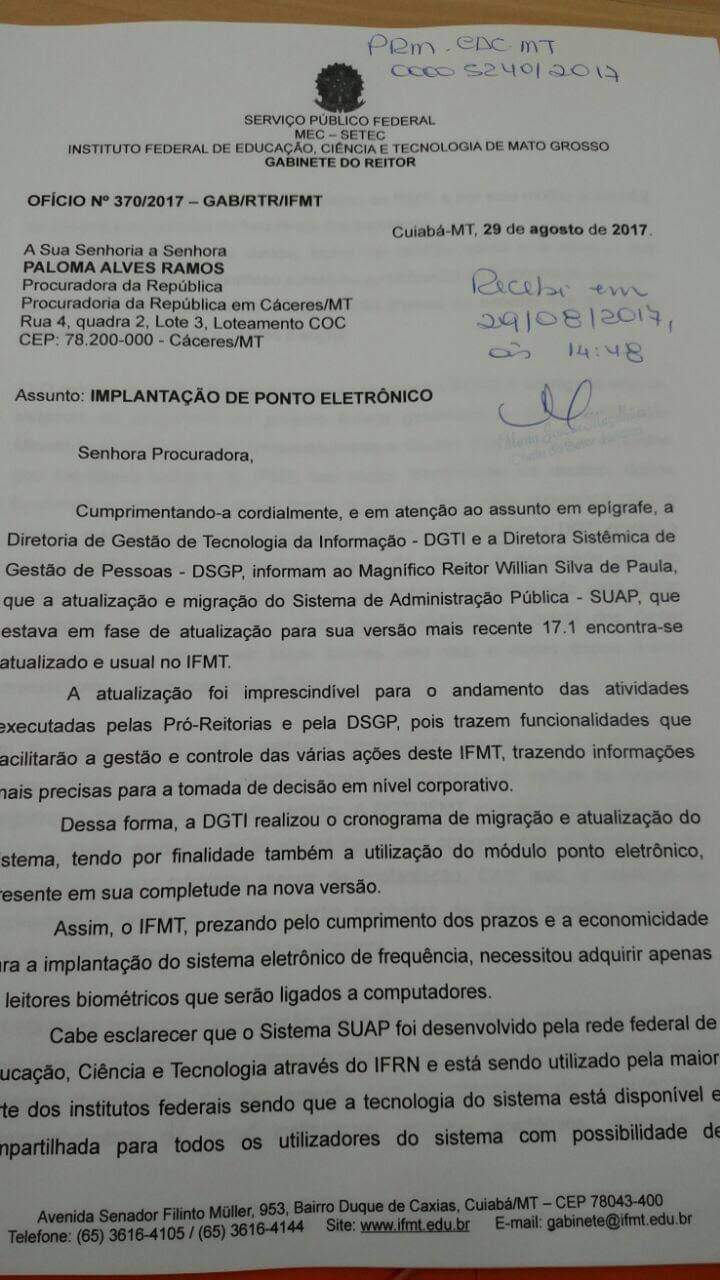 PRM-CAC-MT
00005240/2017
SERVIÇO PÚBLICO FEDERAL
MEC – SETEC
INSTITUTO FEDERAL DE EDUCAÇÃO, CIÊNCIA E TECNOLOGIA DE MATO GROSSO
GABINETE DO REITOR
OFÍCIO Nº 370/2017 – GAB/RTR/IFMT
Cuiabá-MT, 29 de agosto de 2017.
A Sua Senhoria a Senhora
PALOMA ALVES RAMOS
Procuradora da República
Procuradoria da República em Cáceres/MT
Rua 4, quadra 2, Lote 3, Loteamento COC
CEP: 78.200-000 - Cáceres/MT
Recebi em
29/08/2017,
às 14:48
Assunto: IMPLANTAÇÃO DE PONTO ELETRÔNICO
Senhora Procuradora,
Cumprimentando-a cordialmente, e em atenção ao assunto em epígrafe, a
Diretoria de Gestão de Tecnologia da Informação - DGTI e a Diretora Sistêmica de
Gestão de Pessoas - DSGP, informam ao Magnífico Reitor Willian Silva de Paula,
que a atualização e migração do Sistema de Administração Pública - SUAP, que
estava em fase de atualização para sua versão mais recente 17.1 encontra-se
atualizado e usual no IFMT.
A atualização foi imprescindível para o andamento das atividades
executadas pelas Pró-Reitorias e pela DSGP, pois trazem funcionalidades que
acilitarão a gestão e controle das várias ações deste IFMT, trazendo informações
mais precisas para a tomada de decisão em nível corporativo.
Dessa forma, a DGTI realizou o cronograma de migração e atualização do
istema, tendo por finalidade também a utilização do módulo ponto eletrônico,
resente em sua completude na nova versão.
Assim, o IFMT, prezando pelo cumprimento dos prazos e a economicidade
ara a implantação do sistema eletrônico de frequência, necessitou adquirir apenas
leitores biométricos que serão ligados a computadores.
Cabe esclarecer que o Sistema SUAP foi desenvolvido pela rede federal de
ucação, Ciência e Tecnologia através do IFRN e está sendo utilizado pela maior
rte dos institutos federais sendo que a tecnologia do sistema está disponível e
mpartilhada para todos os utilizadores do sistema com possibilidade de
Avenida Senador Filinto Müller, 953, Bairro Duque de Caxias, Cuiabá/MT – CEP 78043-400
Telefone: (65) 3616-4105 / (65) 3616-4144 Site: www.ifmt.edu.br E-mail: gabinete@ifmt.edu.br